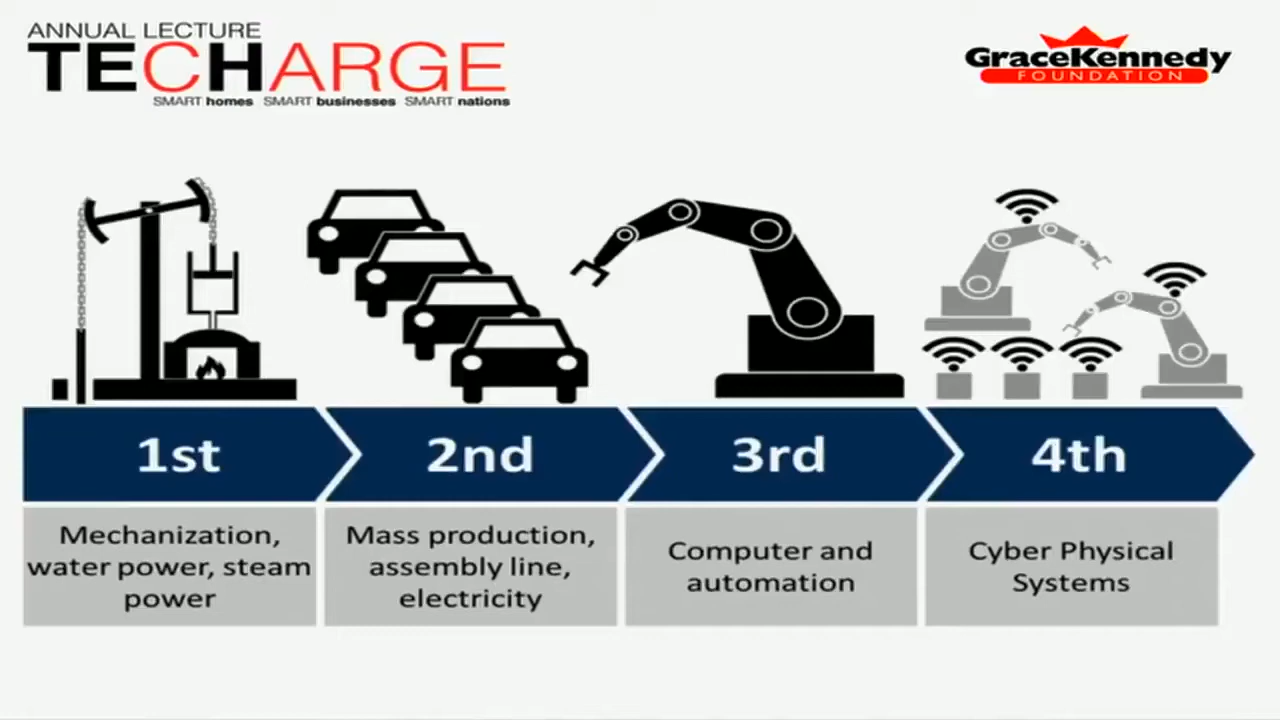 ANNUAL LECTURE
TECHARGE
SMART homes SMART businesses SMART nations
GraceKennedy
FOUNDATION
1st
2nd
3rd
4th
Mechanization,
water power, steam
power
Mass production,
assembly line,
electricity
Computer and
automation
Cyber Physical
Systems